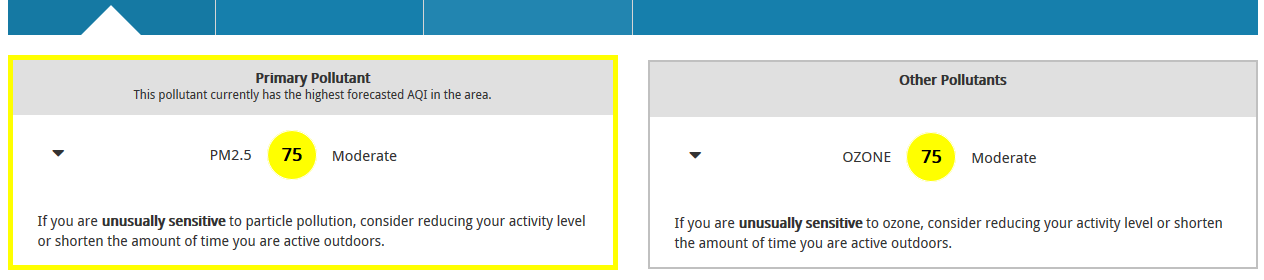 Primary Pollutant
This pollutant currently has the highest forecasted AQI in the area.
PM2.5 75 Moderate
If you are unusually sensitive to particle pollution, consider reducing your activity level
or shorten the amount of time you are active outdoors.
Other Pollutants
OZONE 75 Moderate
If you are unusually sensitive to ozone, consider reducing your activity level or shorten
the amount of time you are active outdoors.